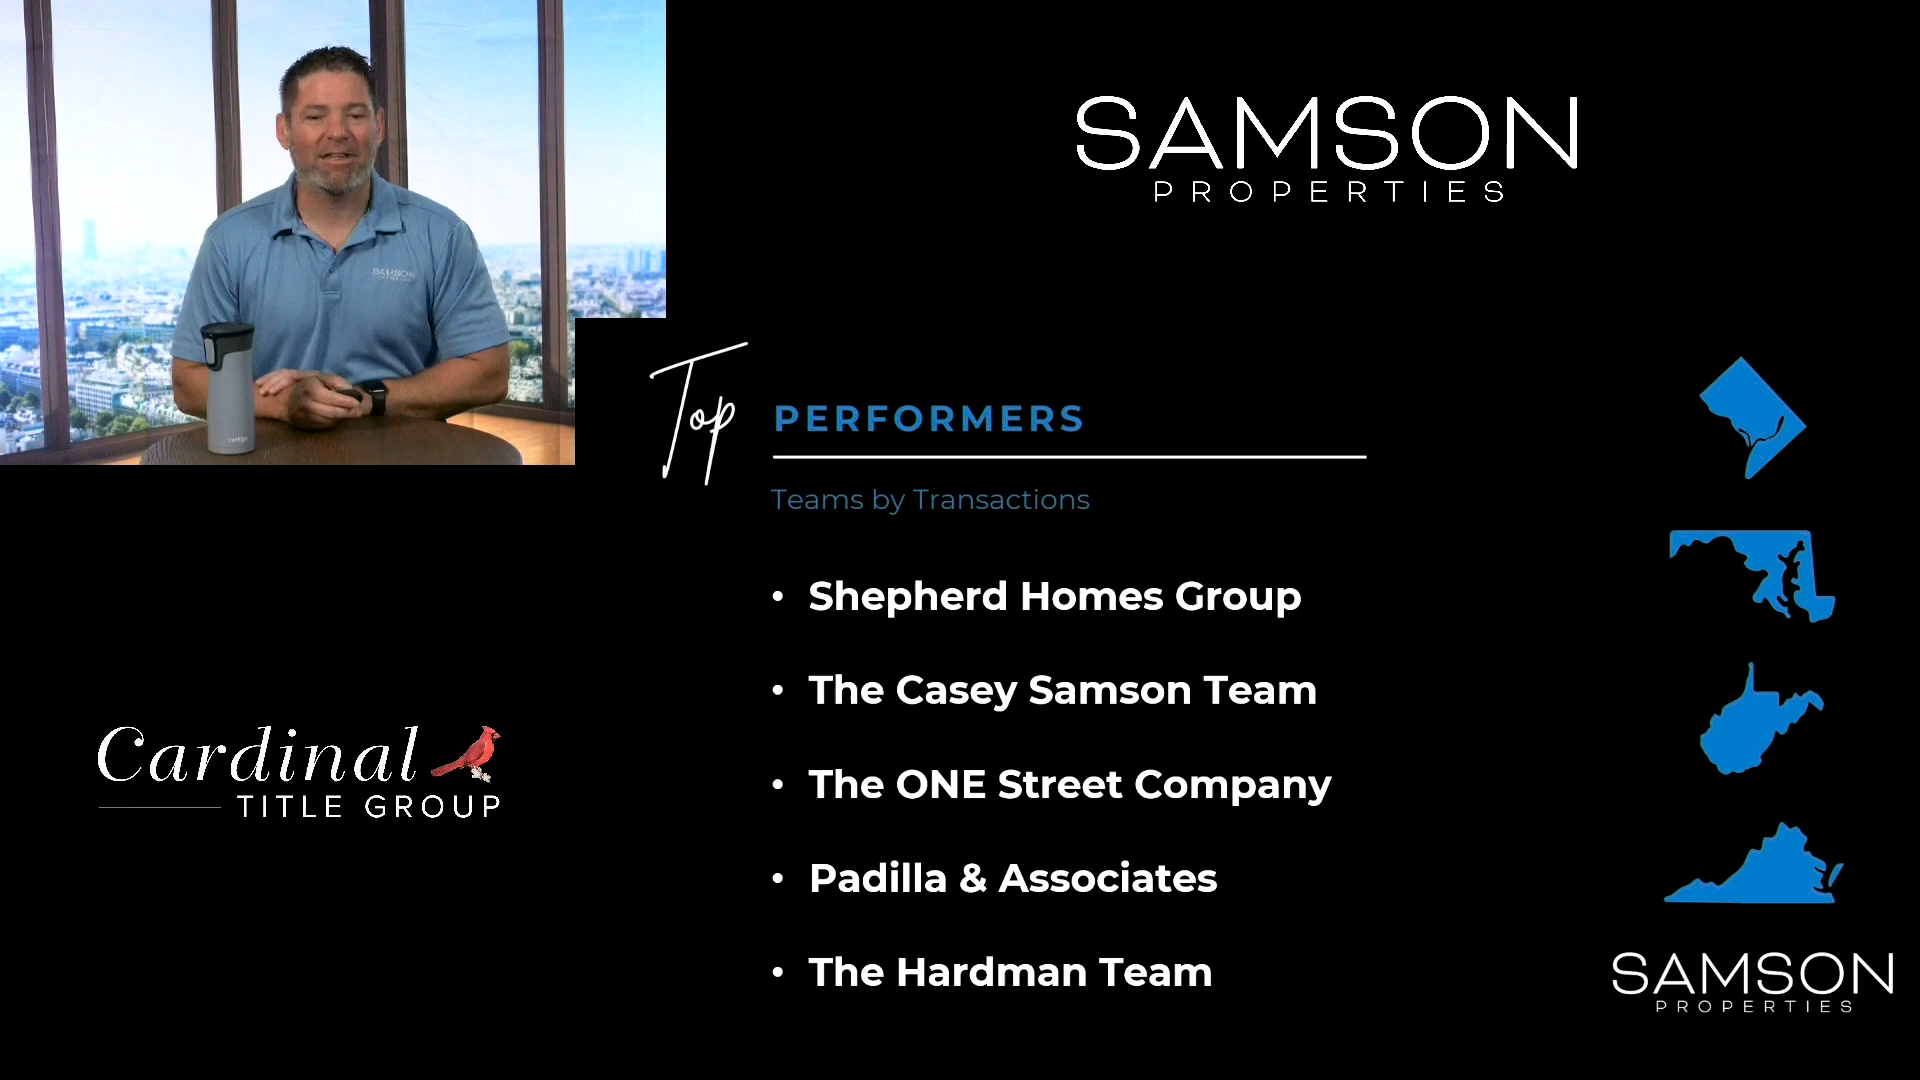 SAMSON
PROPERTIES
SAMSON
Top PERFORMERS
Teams by Transactions
• Shepherd Homes Group
• The Casey Samson Team
• The ONE Street Company
• Padilla & Associates
• The Hardman Team
Cardinal
TITLE GROUP
SAMSON
PROPERTIES